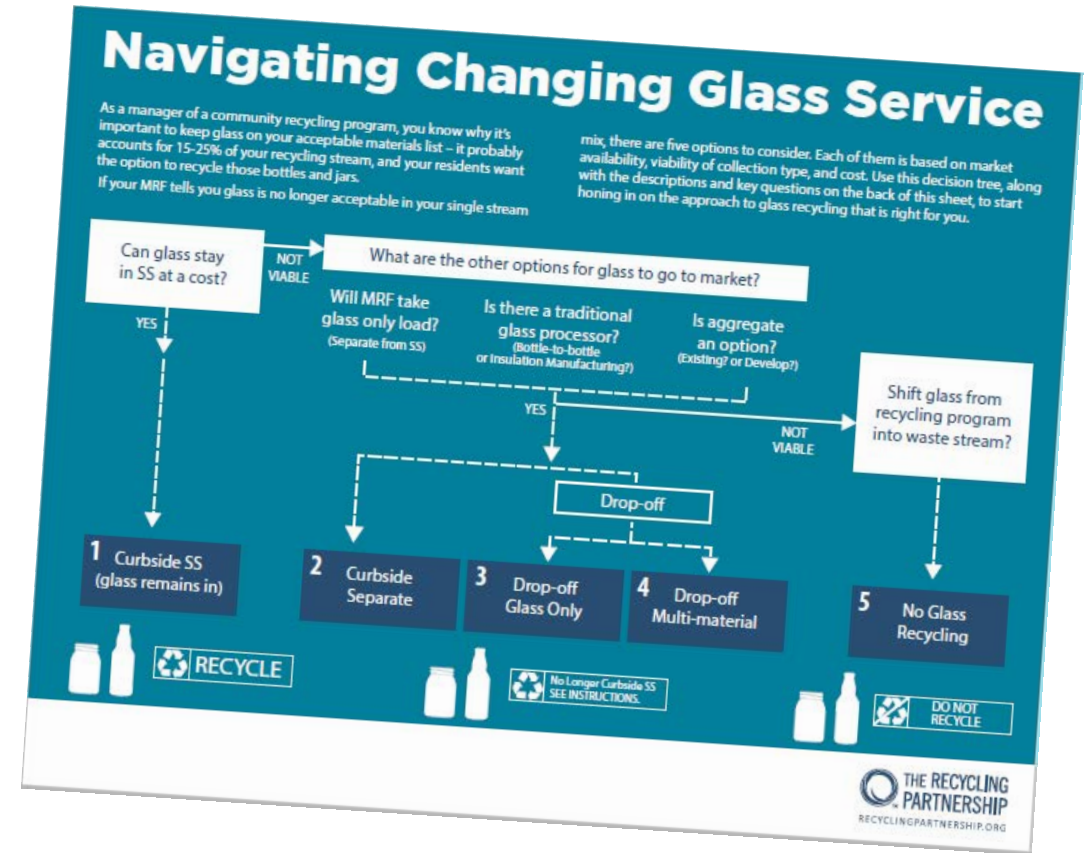 Navigating Changing Glass Service
As a manager of a community recycling program, you know why it's
important to keep glass on your acceptable materials list – it probably
accounts for 15-25% of your recycling stream, and your residents want
the option to recycle those bottles and jars.
If your MRF tells you glass is no longer acceptable in your single stream
mix, there are five options to consider. Each of them is based on market
availability, viability of collection type, and cost. Use this decision tree, along
with the descriptions and key questions on the back of this sheet, to start
honing in on the approach to glass recycling that is right for you.
Can glass stay
in SS at a cost?
NOT
VIABLE
What are the other options for glass to go to market?
YES
Will MRF take
glass only load?
(Separate from SS)
Is there a traditional
glass processor?
(Bottle-to-bottle
or Insulation Manufacturing?)
Is aggregate
an option?
(Existing? or Develop?)
YES
NOT
VIABLE
Shift glass from
recycling program
into waste stream?
Drop-off
1 Curbside SS
(glass remains in)
2 Curbside
Separate
3 Drop-off
Glass Only
4 Drop-off
Multi-material
5 No Glass
Recycling
RECYCLE
No Longer Curbside SS
SEE INSTRUCTIONS.
DO NOT
RECYCLE
THE RECYCLING
PARTNERSHIP
RECYCLINGPARTNERSHIP.ORG